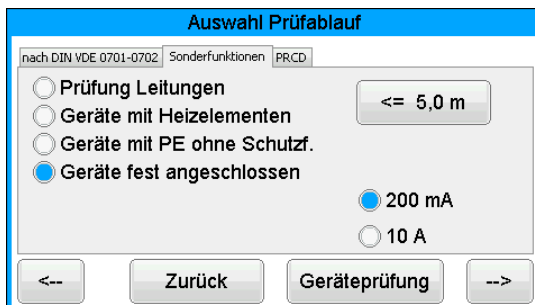 Auswahl Prüfablauf
nach DIN VDE 0701-0702 Sonderfunktionen PRCD
Prüfung Leitungen
<= 5,0 m
Geräte mit Heizelementen
Geräte mit PE ohne Schutzf.
Geräte fest angeschlossen
200 mA
10 A
<-- Zurück Geräteprüfung -->